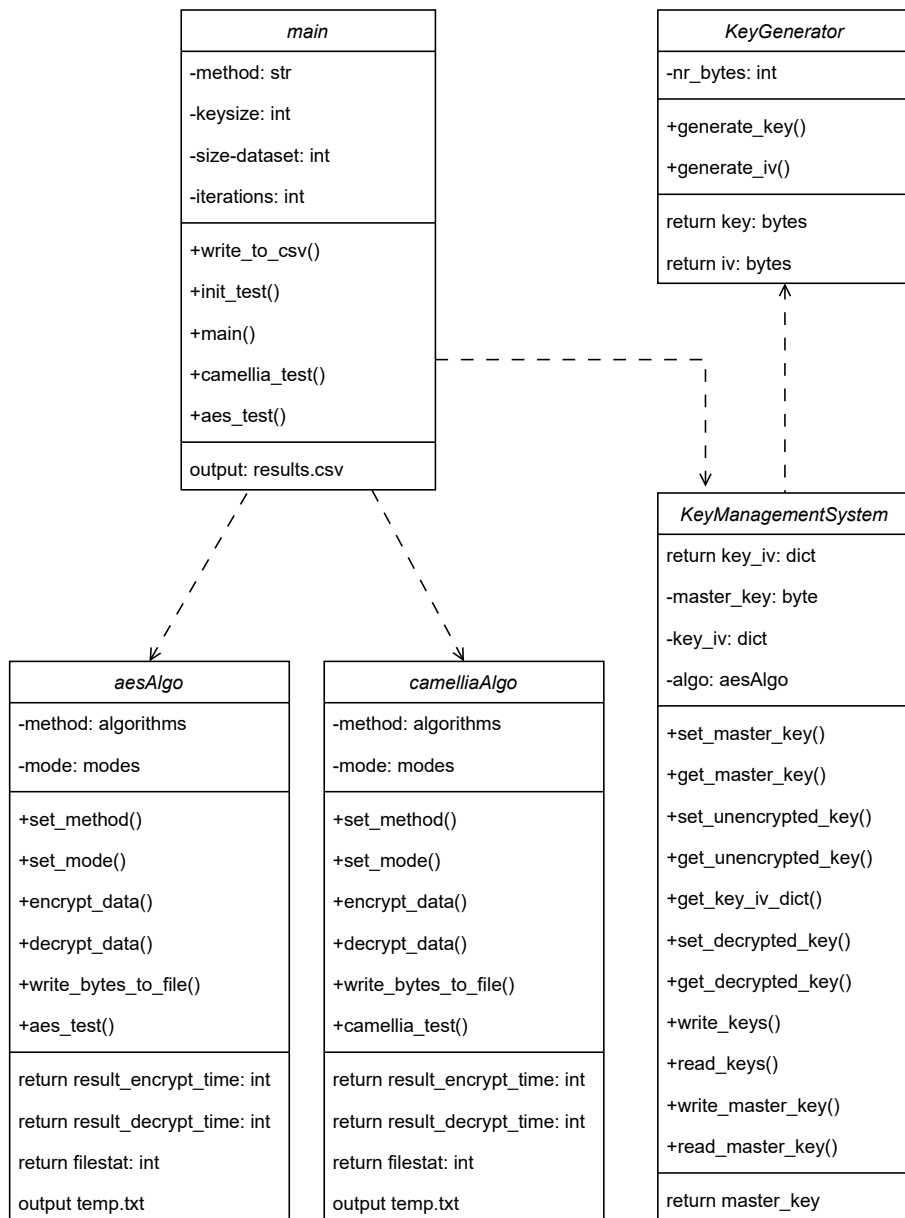 main
-method: str
-keysize: int
-size-dataset: int
-iterations: int
+write_to_csv()
+init_test()
+main()
+camellia_test()
+aes_test()
output: results.csv
KeyGenerator
-nr_bytes: int
+generate_key()
+generate_iv()
return key: bytes
return iv: bytes
aesAlgo
-method: algorithms
-mode: modes
+set_method()
+set_mode()
+encrypt_data()
+decrypt_data()
+write_bytes_to_file()
+aes_test()
return result_encrypt_time: int
return result_decrypt_time: int
return filestat: int
output temp.txt
camelliaAlgo
-method: algorithms
-mode: modes
+set_method()
+set_mode()
+encrypt_data()
+decrypt_data()
+write_bytes_to_file()
+camellia_test()
return result_encrypt_time: int
return result_decrypt_time: int
return filestat: int
output temp.txt
KeyManagementSystem
return key_iv: dict
-master_key: byte
-key_iv: dict
-algo: aesAlgo
+set_master_key()
+get_master_key()
+set_unencrypted_key()
+get_unencrypted_key()
+get_key_iv_dict()
+set_decrypted_key()
+get_decrypted_key()
+write_keys()
+read_keys()
+write_master_key()
+read_master_key()
return master_key